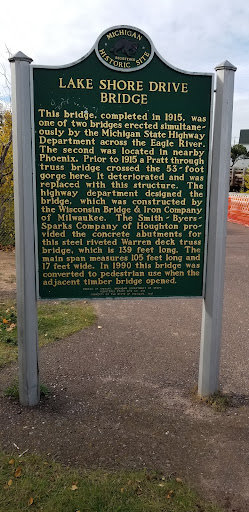 MICHIGAN
HISTORIC SITE
LAKE SHORE DRIVE
BRIDGE
This bridge, completed in 1915, was
one of two bridges erected simultane-
ously by the Michigan State Highway
Department across the Eagle River.
The second was located in nearby
Phoenix. Prior to 1915 a Pratt through
truss bridge crossed the 53-foot
gorge here. It deteriorated and was
replaced with this structure. The
highway department designed the
bridge, which was constructed by
the Wisconsin Bridge & Iron Company
of Milwaukee. The Smith-Byers-
Sparks Company of Houghton pro-
vided the concrete abutments for
this steel riveted Warren deck truss
bridge, which is 139 feet long. The
main span measures 105 feet long and
17 feet wide. In 1990 this bridge was
converted to pedestrian use when the
adjacent timber bridge opened.